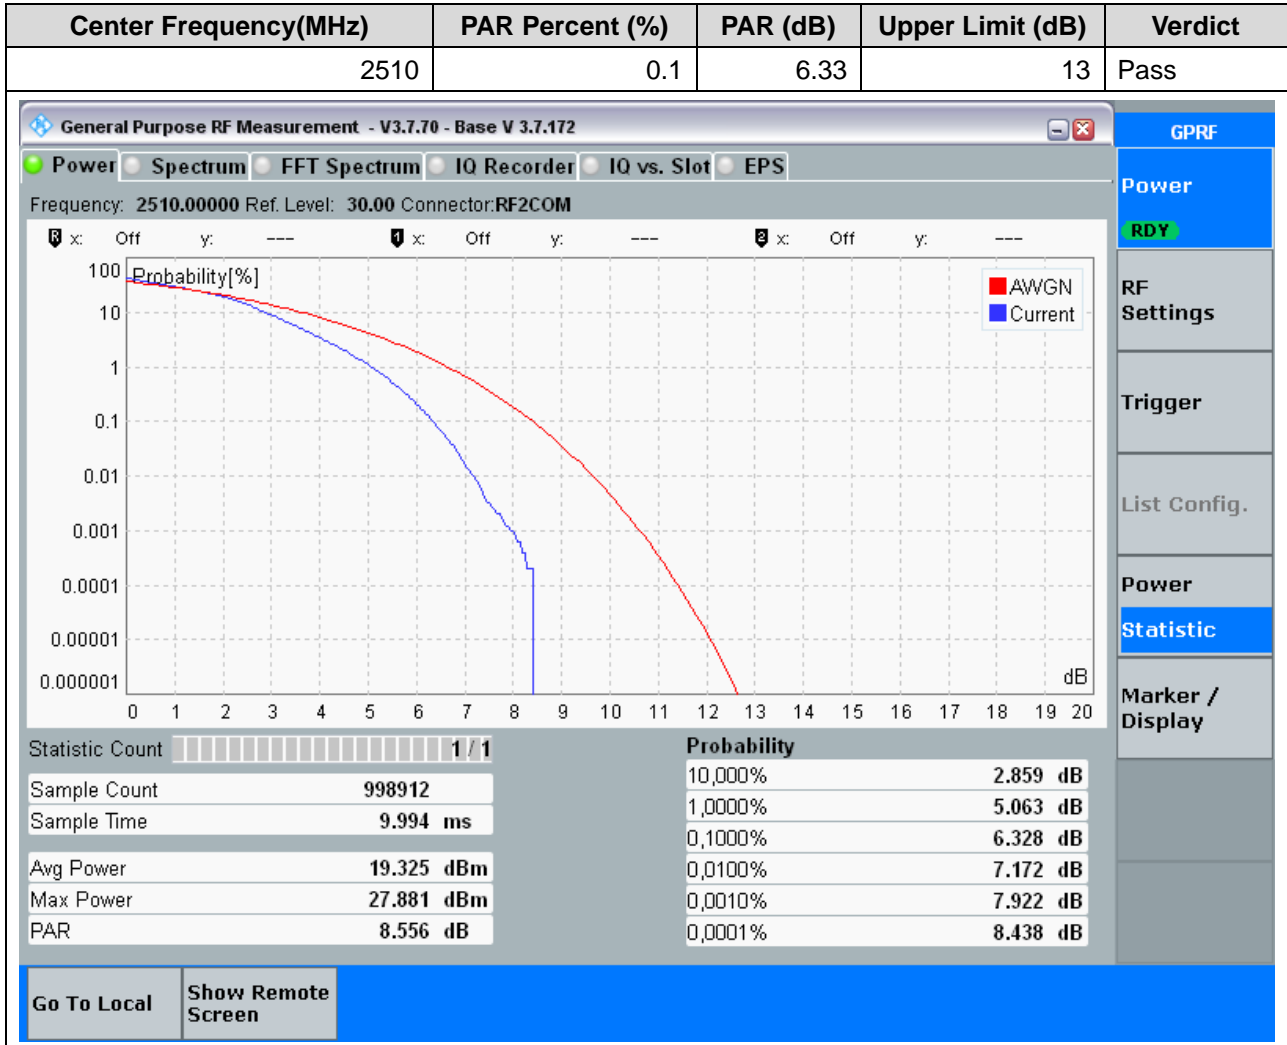 Center Frequency(MHz) PAR Percent (%) PAR (dB) Upper Limit (dB) Verdict
2510 0.1 6.33 13 Pass
General Purpose RF Measurement - V3.7.70 - Base V 3.7.172
GPRF
Power Spectrum FFT Spectrum IQ Recorder IQ vs. Slot EPS
Frequency: 2510.00000 Ref. Level: 30.00 Connector:RF2COM
R x: Off y: --- 1 x: Off y: --- 2 x: Off y: ---
Probability[%]
AWGN
Current
100
10
1
0.1
0.01
0.001
0.0001
0.00001
0.000001
dB
0 1 2 3 4 5 6 7 8 9 10 11 12 13 14 15 16 17 18 19 20
Statistic Count 1 / 1
Sample Count 998912
Sample Time 9.994 ms
Avg Power 19.325 dBm
Max Power 27.881 dBm
PAR 8.556 dB
Probability
10,000% 2.859 dB
1,0000% 5.063 dB
0,1000% 6.328 dB
0,0100% 7.172 dB
0,0010% 7.922 dB
0,0001% 8.438 dB
Power
RDY
RF
Settings
Trigger
List Config.
Power
Statistic
Marker /
Display
Go To Local
Show Remote
Screen